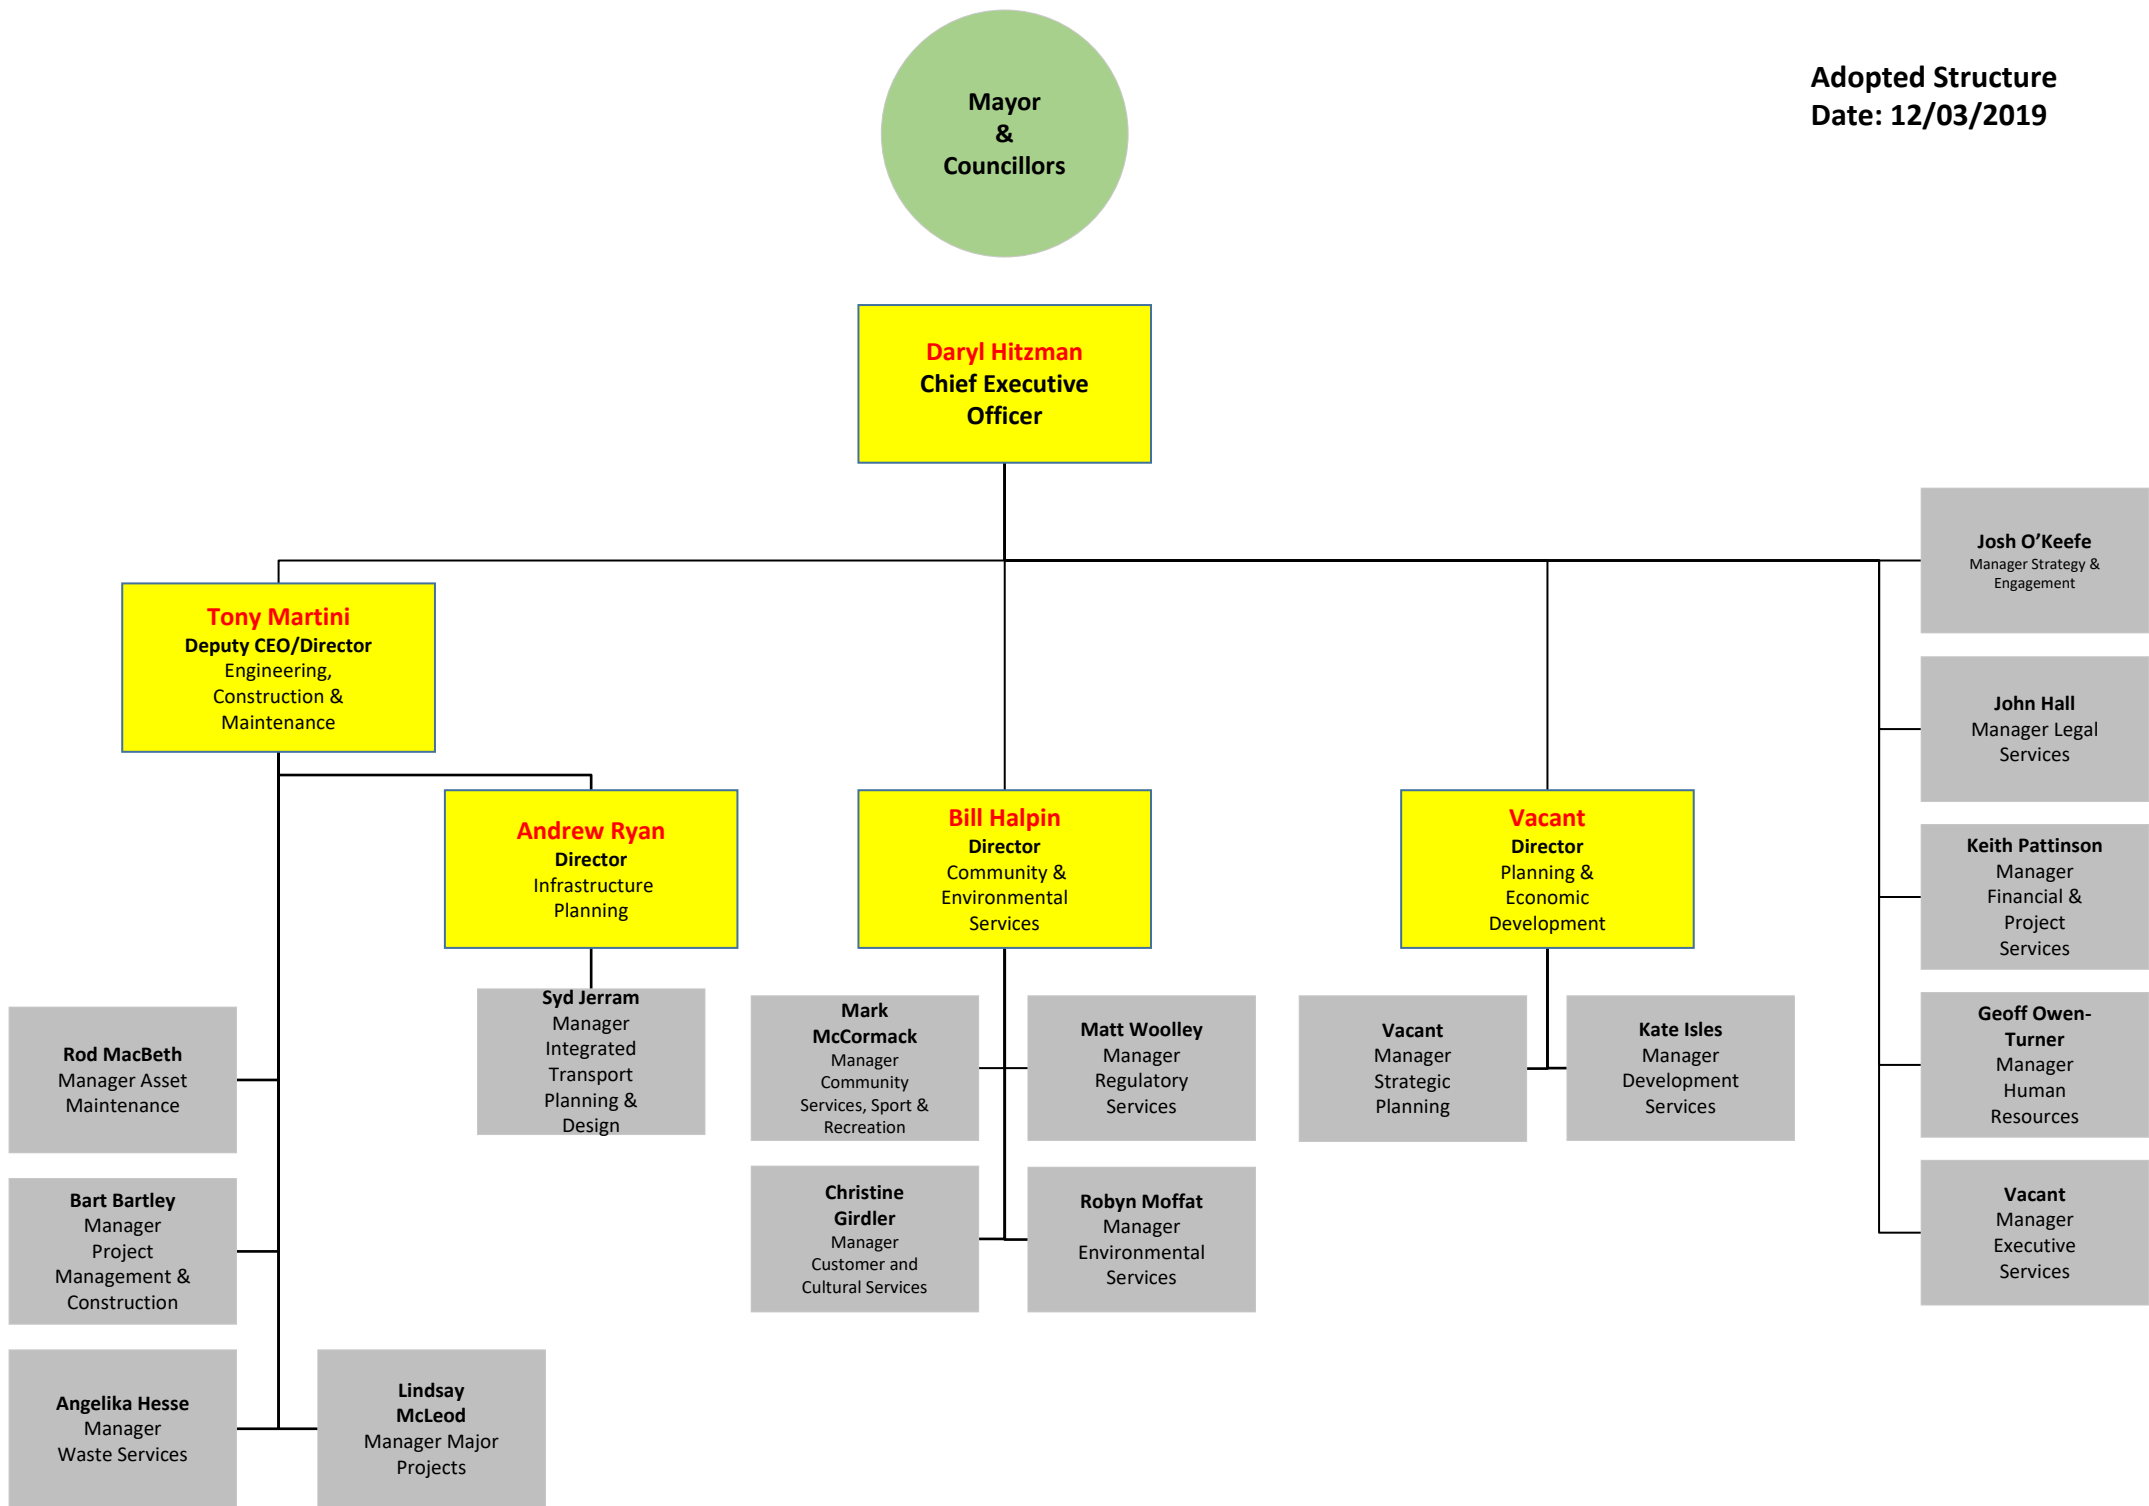 Mayor
&
Councillors
Adopted Structure
Date: 12/03/2019
Daryl Hitzman
Chief Executive
Officer
Josh O’Keefe
Manager Strategy &
Engagement
Tony Martini
Deputy CEO/Director
Engineering,
Construction &
Maintenance
John Hall
Manager Legal
Services
Andrew Ryan
Director
Infrastructure
Planning
Bill Halpin
Director
Community &
Environmental
Services
Vacant
Director
Planning &
Economic
Development
Keith Pattinson
Manager
Financial &
Project
Services
Rod MacBeth
Manager Asset
Maintenance
Syd Jerram
Manager
Integrated
Transport
Planning &
Design
Mark
McCormack
Manager
Community
Services, Sport &
Recreation
Matt Woolley
Manager
Regulatory
Services
Vacant
Manager
Strategic
Planning
Kate Isles
Manager
Development
Services
Geoff Owen-
Turner
Manager
Human
Resources
Bart Bartley
Manager
Project
Management &
Construction
Christine
Girdler
Manager
Customer and
Cultural Services
Robyn Moffat
Manager
Environmental
Services
Vacant
Manager
Executive
Services
Angelika Hesse
Manager
Waste Services
Lindsay
McLeod
Manager Major
Projects